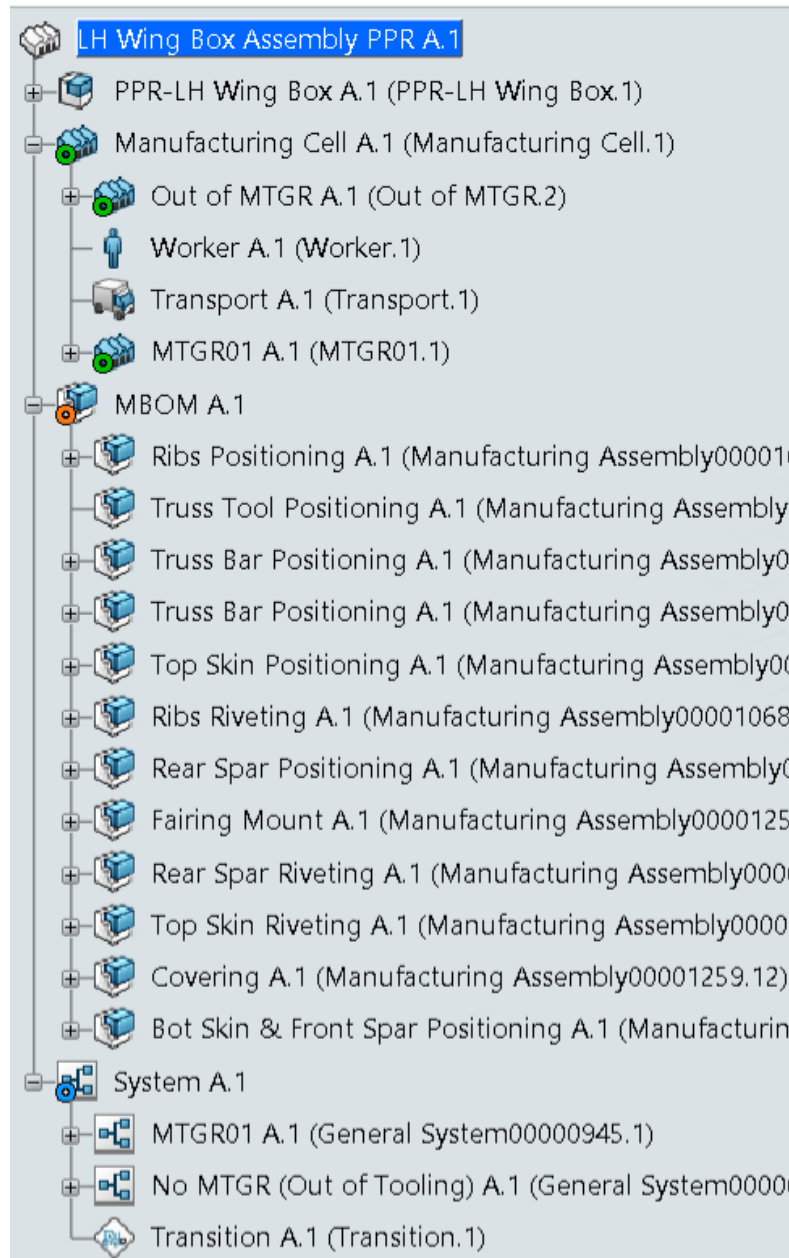 LH Wing Box Assembly PPR A.1
PPR-LH Wing Box A.1 (PPR-LH Wing Box.1)
Manufacturing Cell A.1 (Manufacturing Cell.1)
Out of MTGR A.1 (Out of MTGR.2)
Worker A.1 (Worker.1)
Transport A.1 (Transport.1)
MTGR01 A.1 (MTGR01.1)
MBOM A.1
Ribs Positioning A.1 (Manufacturing Assembly00001
Truss Tool Positioning A.1 (Manufacturing Assembly
Truss Bar Positioning A.1 (Manufacturing Assembly0
Truss Bar Positioning A.1 (Manufacturing Assembly0
Top Skin Positioning A.1 (Manufacturing Assembly0
Ribs Riveting A.1 (Manufacturing Assembly00001068
Rear Spar Positioning A.1 (Manufacturing Assembly
Fairing Mount A.1 (Manufacturing Assembly0000125
Rear Spar Riveting A.1 (Manufacturing Assembly000
Top Skin Riveting A.1 (Manufacturing Assembly0000
Covering A.1 (Manufacturing Assembly00001259.12)
Bot Skin & Front Spar Positioning A.1 (Manufacturin
System A.1
MTGR01 A.1 (General System00000945.1)
No MTGR (Out of Tooling) A.1 (General System0000
Transition A.1 (Transition.1)